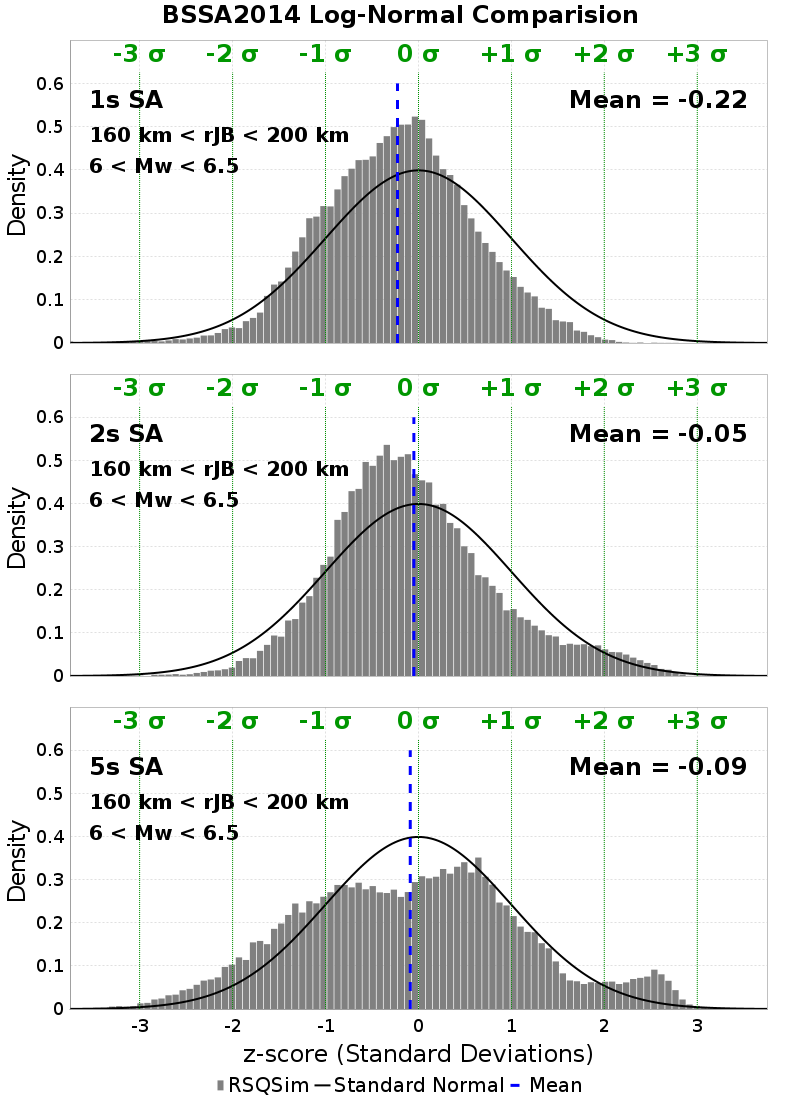 BSSA2014 Log-Normal Comparision
-3 σ -2 σ -1 σ 0 σ +1 σ +2 σ +3 σ
0.6
1s SA Mean = -0.22
0.5
160 km < rJB < 200 km
6 < Mw < 6.5
0.4
0.3
0.2
0.1
0
Density
-3 σ -2 σ -1 σ 0 σ +1 σ +2 σ +3 σ
0.6
2s SA Mean = -0.05
160 km < rJB < 200 km
0.5
6 < Mw < 6.5
0.4
0.3
0.2
0.1
0
Density
-3 σ -2 σ -1 σ 0 σ +1 σ +2 σ +3 σ
0.6
5s SA Mean = -0.09
0.5
160 km < rJB < 200 km
6 < Mw < 6.5
0.4
0.3
0.2
0.1
0
Density
-3 -2 -1 0 1 2 3
z-score (Standard Deviations)
RSQSim Standard Normal Mean